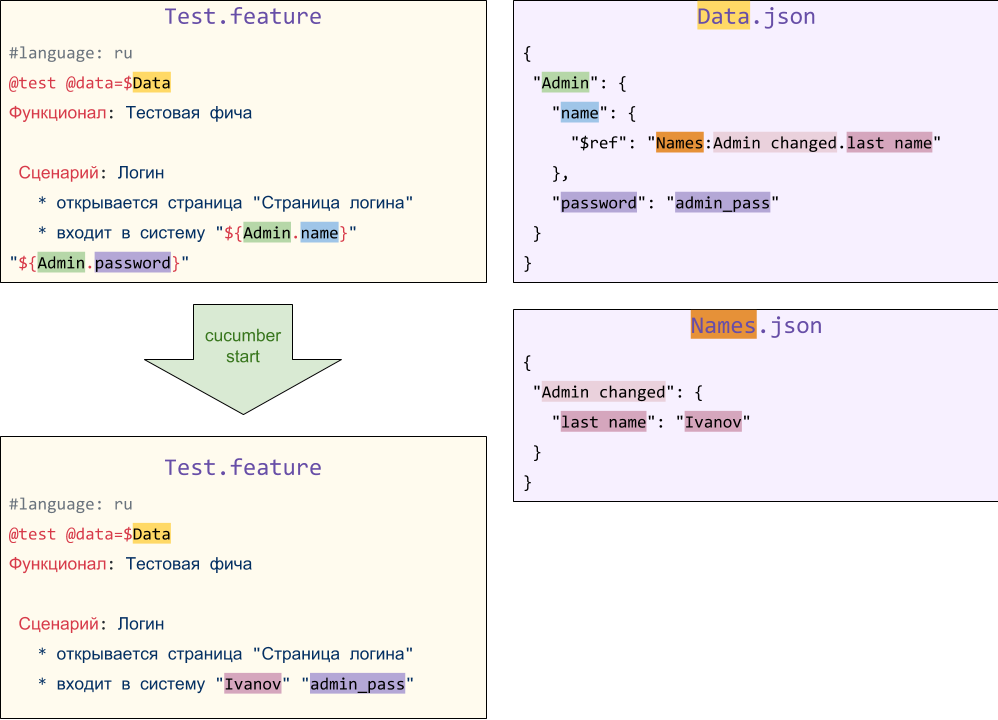 Test.feature
#language: ru
@test @data=$Data
Функционал: Тестовая фича
Сценарий: Логин
* открывается страница "Страница логина"
* входит в систему "${Admin.name}"
"${Admin.password}"
cucumber
start
Test.feature
#language: ru
@test @data=$Data
Функционал: Тестовая фича
Сценарий: Логин
* открывается страница "Страница логина"
* входит в систему "Ivanov" "admin_pass"
Data.json
{
"Admin": {
"name": {
"$ref": "Names:Admin changed.last name"
},
"password": "admin_pass"
}
}
Names.json
{
"Admin changed": {
"last name": "Ivanov"
}
}